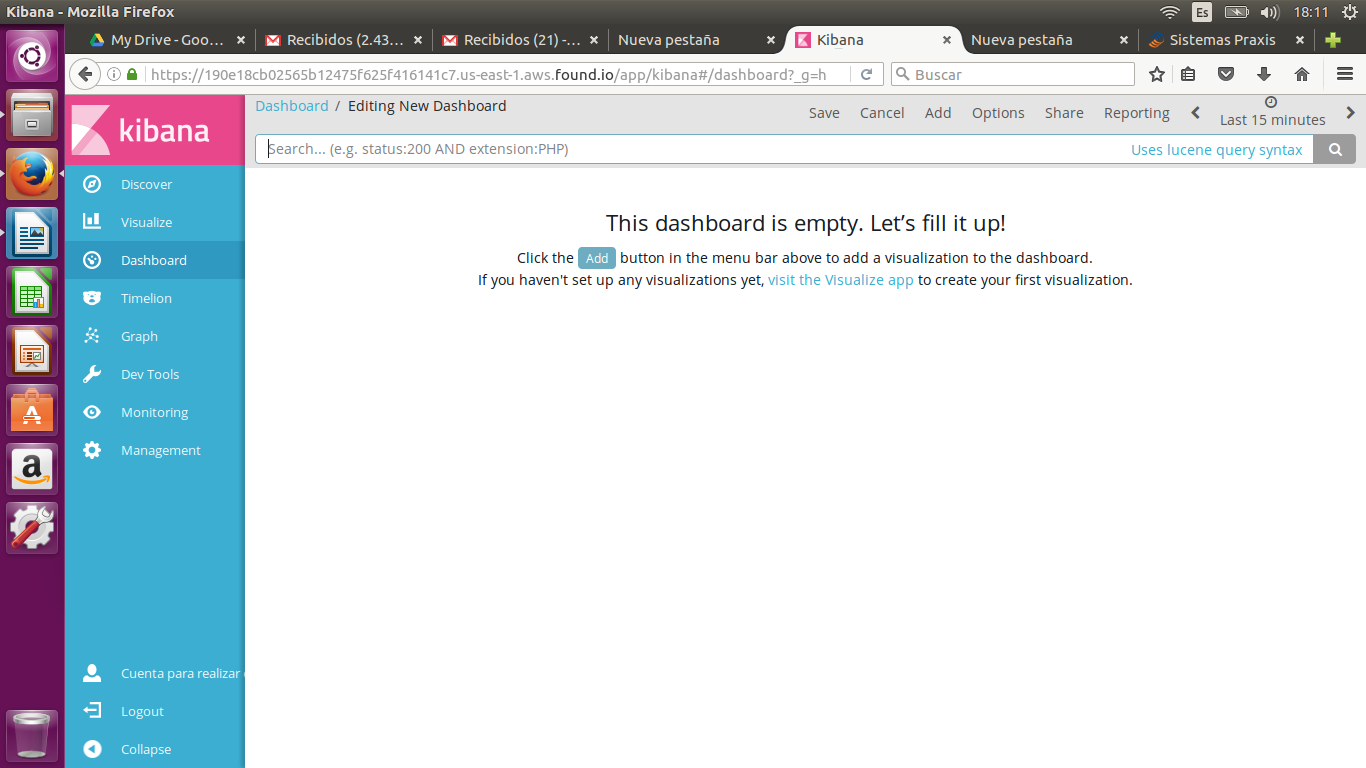 Kibana - Mozilla Firefox
Es
18:11
My Drive - Goo...
Recibidos (2.43...
Recibidos (21) -...
Nueva pestaña
Kibana
Nueva pestaña
Sistemas Praxis
https://190e18cb02565b12475f625f416141c7.us-east-1.aws.found.io/app/kibana#/dashboard?_g=h
Buscar
kibana
Dashboard / Editing New Dashboard
Save
Cancel
Add
Options
Share
Reporting
Last 15 minutes
Search... (e.g. status:200 AND extension:PHP)
Uses lucene query syntax
Discover
Visualize
Dashboard
Timelion
Graph
Dev Tools
Monitoring
Management
This dashboard is empty. Let’s fill it up!
Click the Add button in the menu bar above to add a visualization to the dashboard.
If you haven't set up any visualizations yet, visit the Visualize app to create your first visualization.
Cuenta para realizar
Logout
Collapse